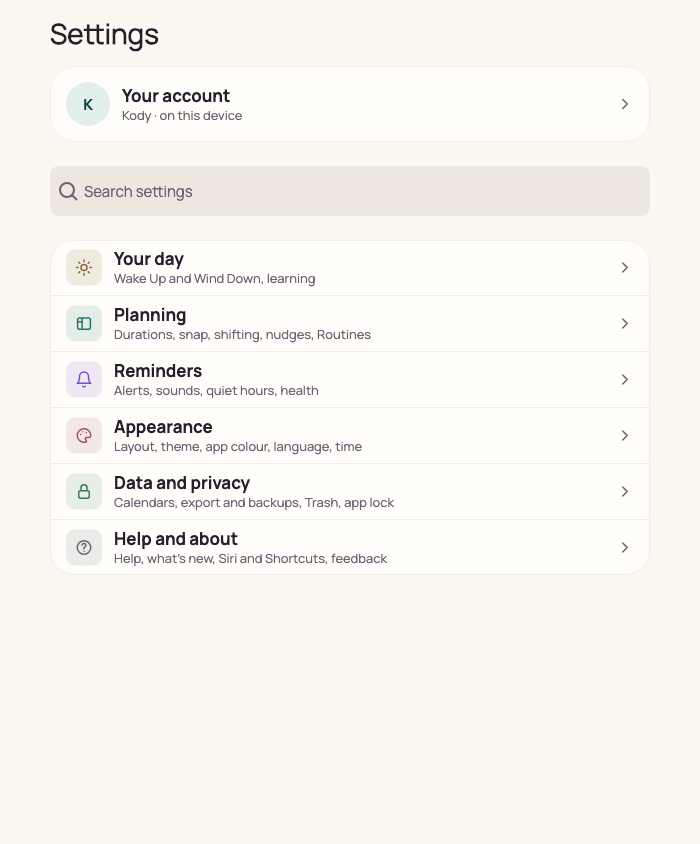 Settings
K
Your account
Kody · on this device
Search settings
Your day
Wake Up and Wind Down, learning
Planning
Durations, snap, shifting, nudges, Routines
Reminders
Alerts, sounds, quiet hours, health
Appearance
Layout, theme, app colour, language, time
Data and privacy
Calendars, export and backups, Trash, app lock
Help and about
Help, what's new, Siri and Shortcuts, feedback